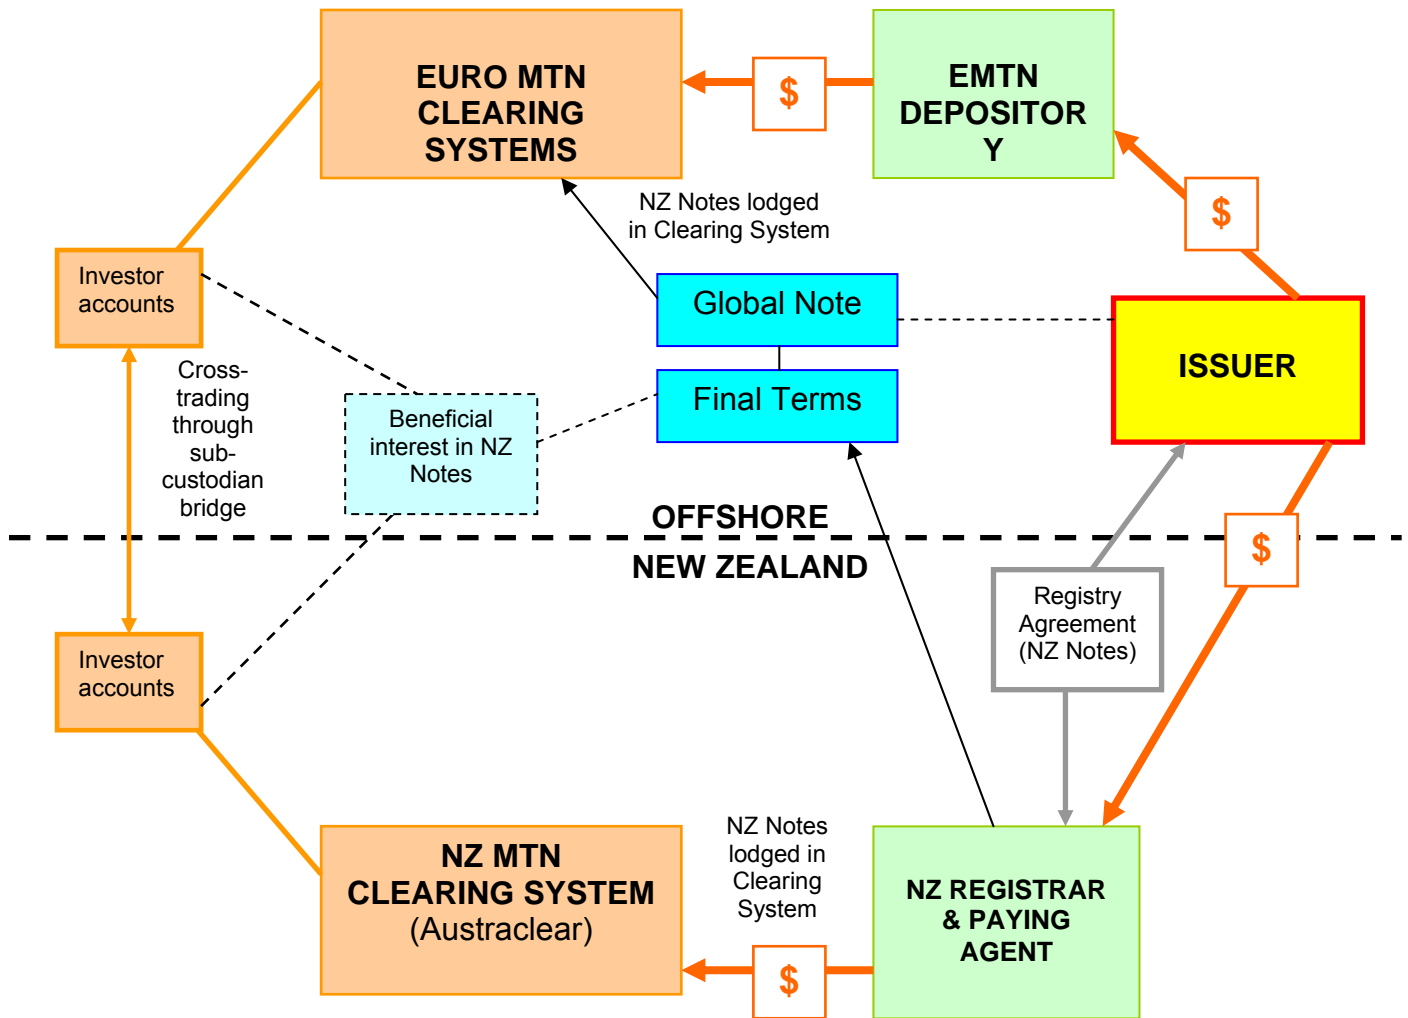 EURO MTN
CLEARING
SYSTEMS
$
EMTN
DEPOSITOR
Y
NZ Notes lodged
in Clearing System
$
Investor
accounts
Global Note
ISSUER
Cross-
trading
through
sub-
custodian
bridge
Final Terms
Beneficial
interest in NZ
Notes
OFFSHORE
NEW ZEALAND
$
Registry
Agreement
(NZ Notes)
Investor
accounts
NZ MTN
CLEARING SYSTEM
(Austraclear)
NZ Notes
lodged in
Clearing
System
$
NZ REGISTRAR
& PAYING
AGENT